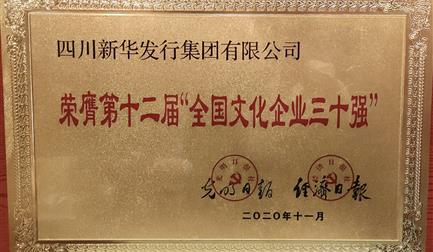 四川新华发行集团有限公司
荣膺第十二届“全国文化企业三十强”
光明日报 经济日报
二〇二〇年十一月